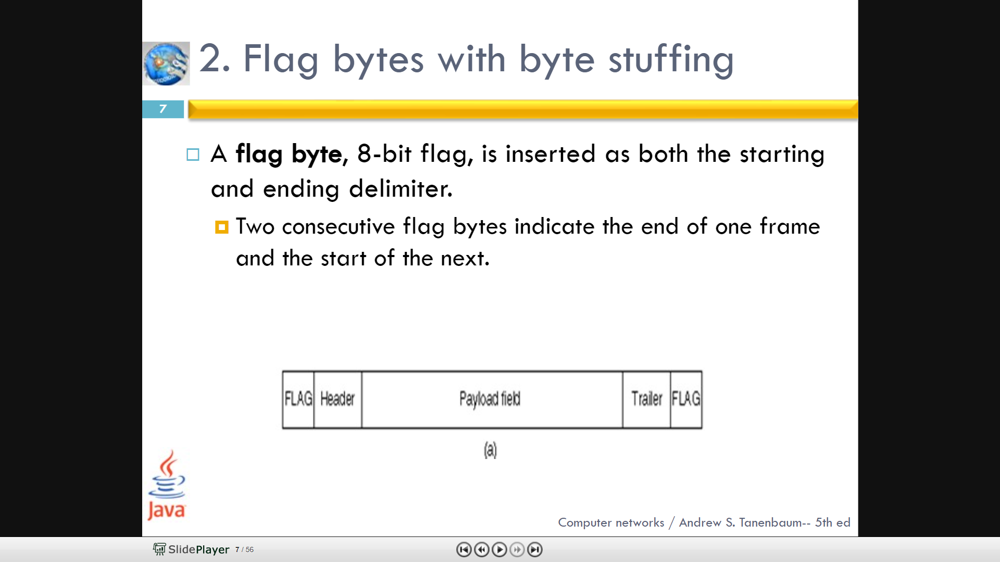 2. Flag bytes with byte stuffing
7
A flag byte, 8-bit flag, is inserted as both the starting
and ending delimiter.
Two consecutive flag bytes indicate the end of one frame
and the start of the next.
FLAG Header Payload field Trailer FLAG
(a)
Java
Computer networks / Andrew S. Tanenbaum-- 5th ed
SlidePlayer 7 / 56